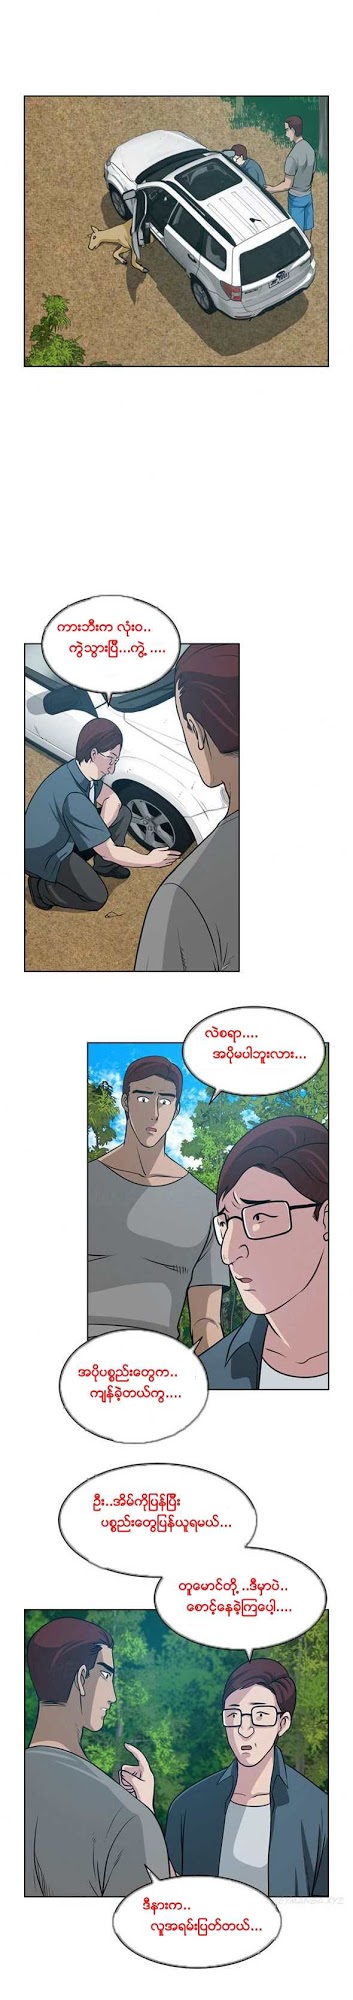 ကားဘီးက လုံးဝ..
ကွဲသွားပြီ...ကွဲ့ ....
လဲစရာ....
အပိုမပါဘူးလား...
အပိုပစ္စည်းတွေက..
ကျန်ခဲ့တယ်ကွ....
ဦး..အိမ်ကိုပြန်ပြီး
ပစ္စည်းတွေပြန်ယူရမယ်...
တူမောင်တို့ ..ဒီမှာပဲ..
စောင့်နေခဲ့ကြပေါ့....
ဒီနားက..
လူအရမ်းပြတ်တယ်...